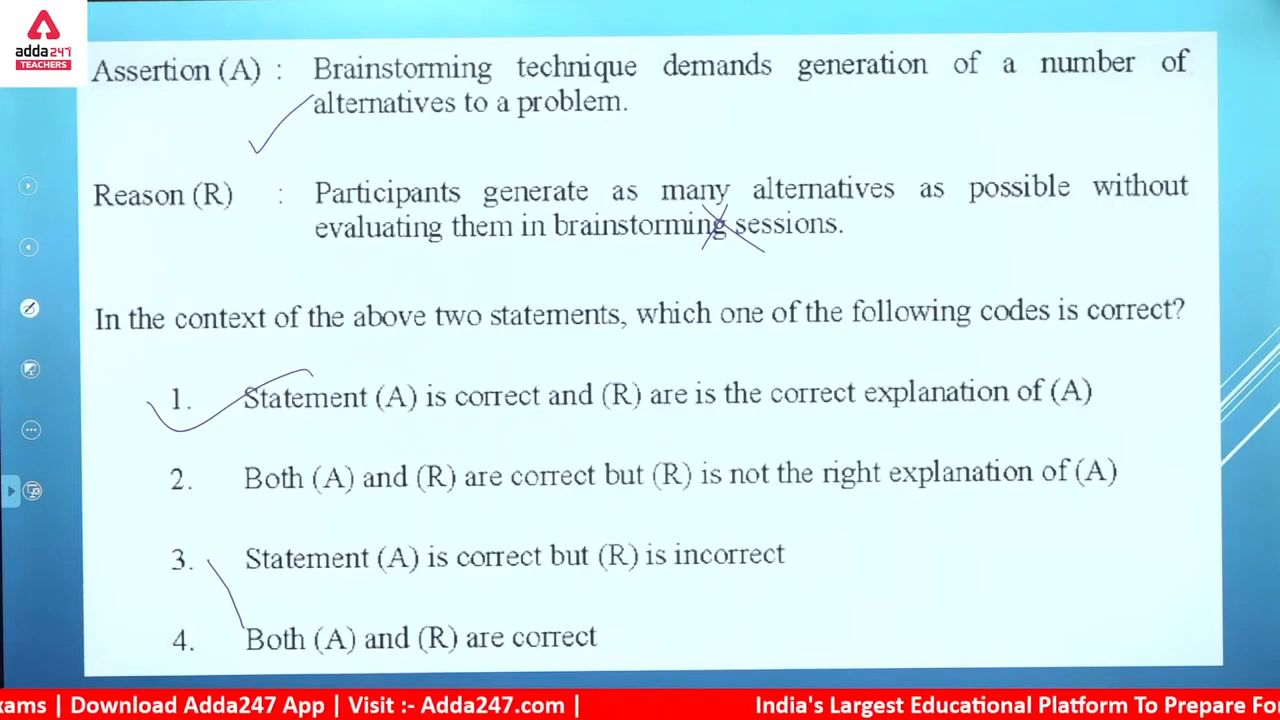 adda247
TEACHERS
Assertion (A) : Brainstorming technique demands generation of a number of
alternatives to a problem.
Reason (R) : Participants generate as many alternatives as possible without
evaluating them in brainstorming sessions.
In the context of the above two statements, which one of the following codes is correct?
1. Statement (A) is correct and (R) are is the correct explanation of (A)
2. Both (A) and (R) are correct but (R) is not the right explanation of (A)
3. Statement (A) is correct but (R) is incorrect
4. Both (A) and (R) are correct
xams | Download Adda247 App | Visit :- Adda247.com | India's Largest Educational Platform To Prepare For